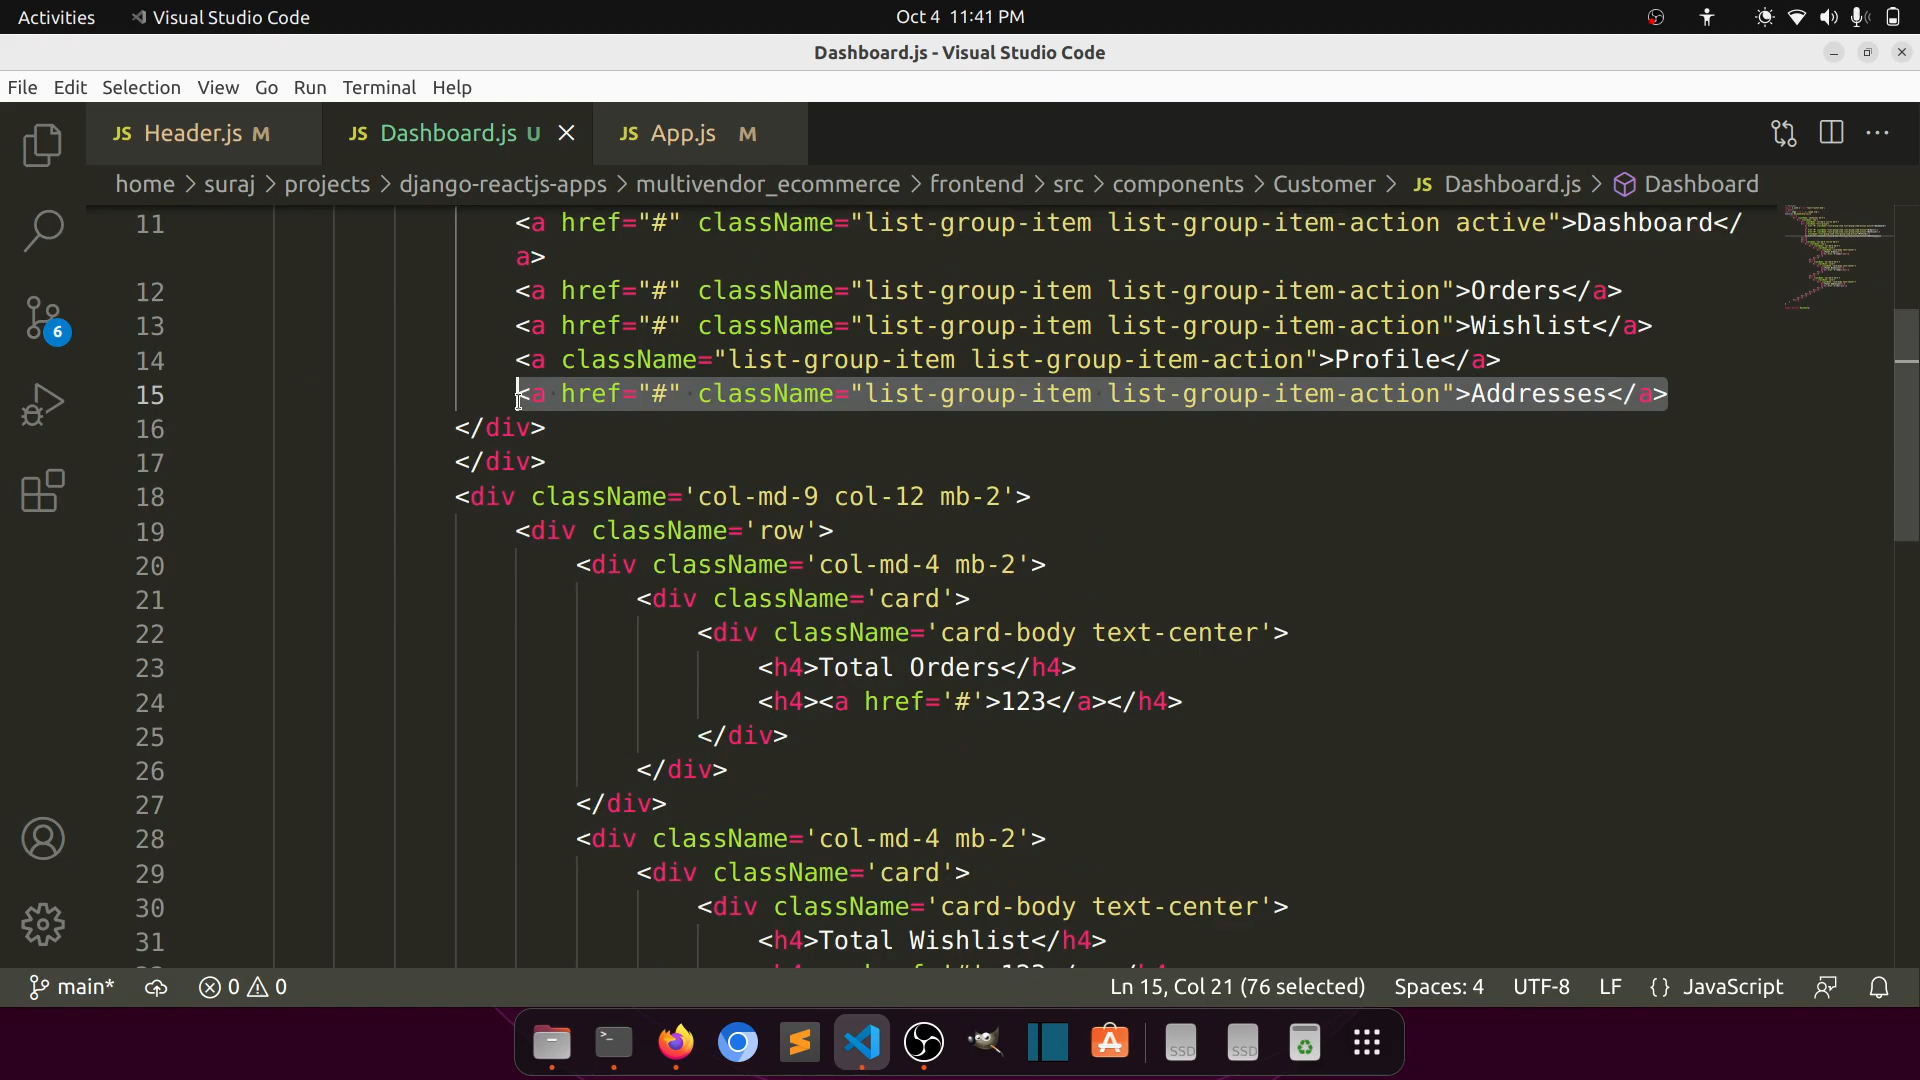 Activities Visual Studio Code Oct 4 11:41 PM
Dashboard.js - Visual Studio Code
File Edit Selection View Go Run Terminal Help
JS Header.js M JS Dashboard.js U JS App.js M
home > suraj > projects > django-reactjs-apps > multivendor_ecommerce > frontend > src > components > Customer > JS Dashboard.js > Dashboard
11 <a href="#" className="list-group-item list-group-item-action active">Dashboard</
a>
12 <a href="#" className="list-group-item list-group-item-action">Orders</a>
13 <a href="#" className="list-group-item list-group-item-action">Wishlist</a>
14 <a className="list-group-item list-group-item-action">Profile</a>
15 <a href="#" className="list-group-item list-group-item-action">Addresses</a>
16 </div>
17 </div>
18 <div className='col-md-9 col-12 mb-2'>
19 <div className='row'>
20 <div className='col-md-4 mb-2'>
21 <div className='card'>
22 <div className='card-body text-center'>
23 <h4>Total Orders</h4>
24 <h4><a href='#'>123</a></h4>
25 </div>
26 </div>
27 </div>
28 <div className='col-md-4 mb-2'>
29 <div className='card'>
30 <div className='card-body text-center'>
31 <h4>Total Wishlist</h4>
6
main* 0 0 Ln 15, Col 21 (76 selected) Spaces: 4 UTF-8 LF {} JavaScript
SSD SSD